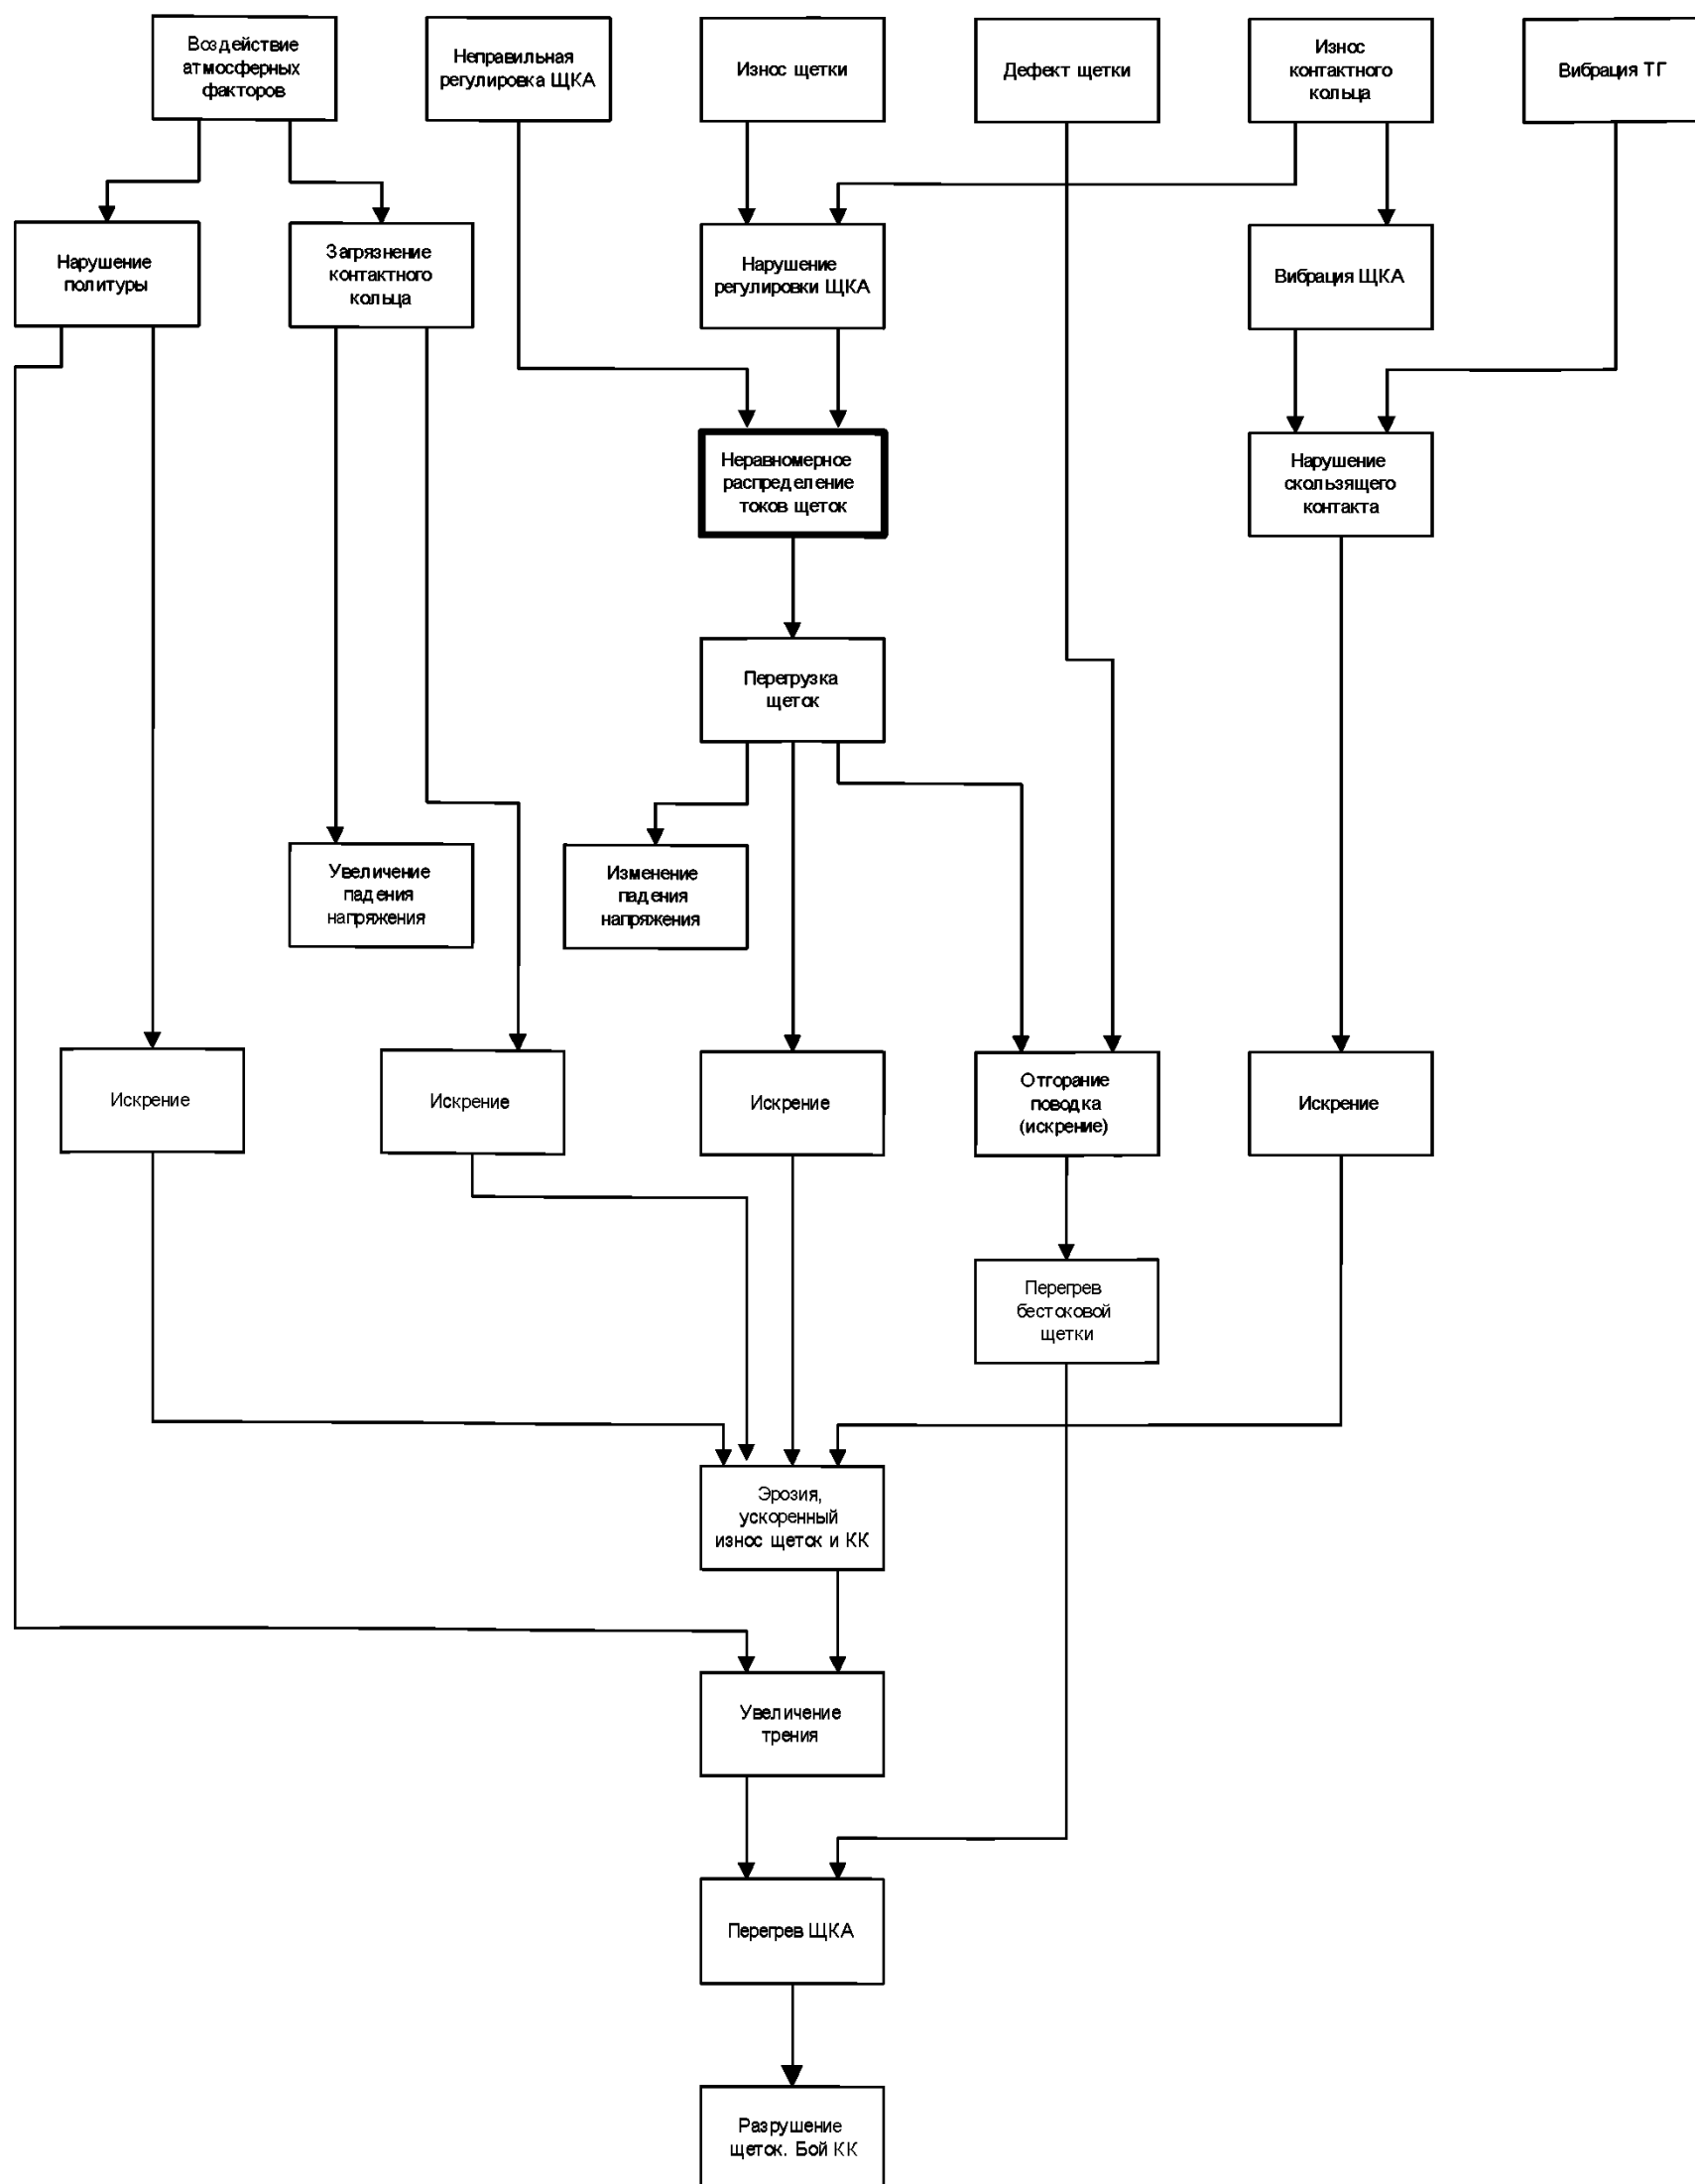 Воздействие
атмосферных
факторов
Неправильная
регулировка ЩКА
Износ щетки
Дефект щетки
Износ
контактного
кольца
Вибрация ТГ
Нарушение
политуры
Загрязнение
контактного
кольца
Нарушение
регулировки ЩКА
Вибрация ЩКА
Неравномерное
распределение
токов щеток
Нарушение
скользящего
контакта
Перегрузка
щеток
Увеличение
падения
напряжения
Изменение
падения
напряжения
Искрение
Искрение
Искрение
Отгорание
поводка
(искрение)
Искрение
Перегрев
бестоковой
щетки
Эрозия,
ускоренный
износ щеток и КК
Увеличение
трения
Перегрев ЩКА
Разрушение
щеток. Бой КК